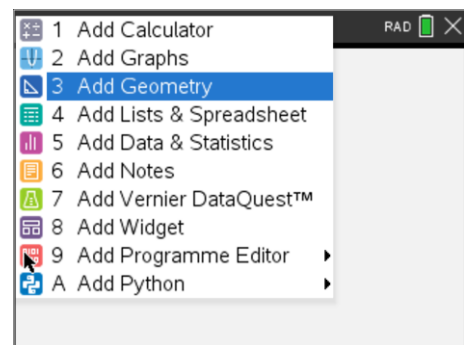 1 Add Calculator
RAD
2 Add Graphs
3 Add Geometry
4 Add Lists & Spreadsheet
5 Add Data & Statistics
6 Add Notes
7 Add Vernier DataQuest™
8 Add Widget
9 Add Programme Editor
A Add Python